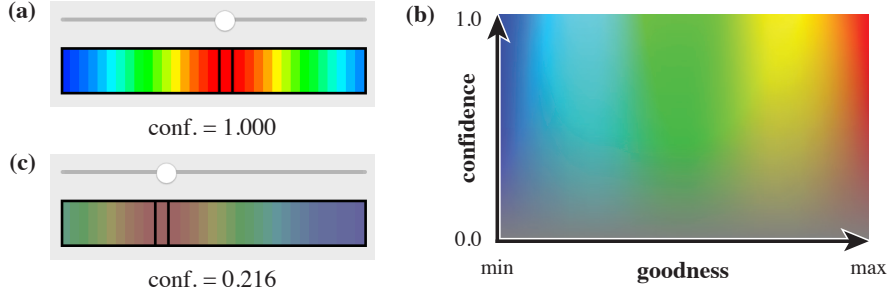 (a)
conf. = 1.000
(c)
conf. = 0.216
(b)
1.0
confidence
0.0
min
goodness
max